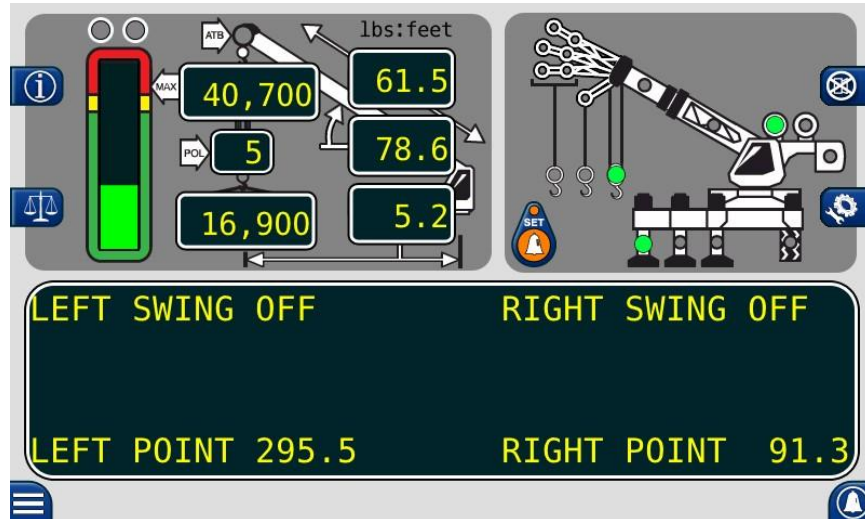 ATB
lbs:feet
MAX
40,700
61.5
POL
5
78.6
16,900
5.2
SET
LEFT SWING OFF
RIGHT SWING OFF
LEFT POINT 295.5
RIGHT POINT 91.3